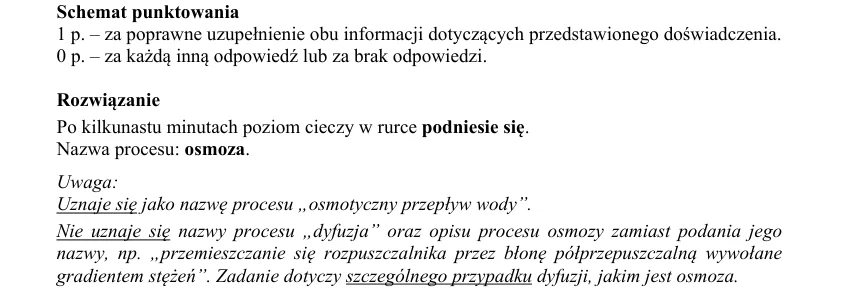 Schemat punktowania
1 p. – za poprawne uzupełnienie obu informacji dotyczących przedstawionego doświadczenia.
0 p. – za każdą inną odpowiedź lub za brak odpowiedzi.
Rozwiązanie
Po kilkunastu minutach poziom cieczy w rurce podniesie się.
Nazwa procesu: osmoza.
Uwaga:
Uznaje się jako nazwę procesu „osmotyczny przepływ wody”.
Nie uznaje się nazwy procesu „dyfuzja” oraz opisu procesu osmozy zamiast podania jego
nazwy, np. „przemieszczanie się rozpuszczalnika przez błonę półprzepuszczalną wywołane
gradientem stężeń”. Zadanie dotyczy szczególnego przypadku dyfuzji, jakim jest osmoza.